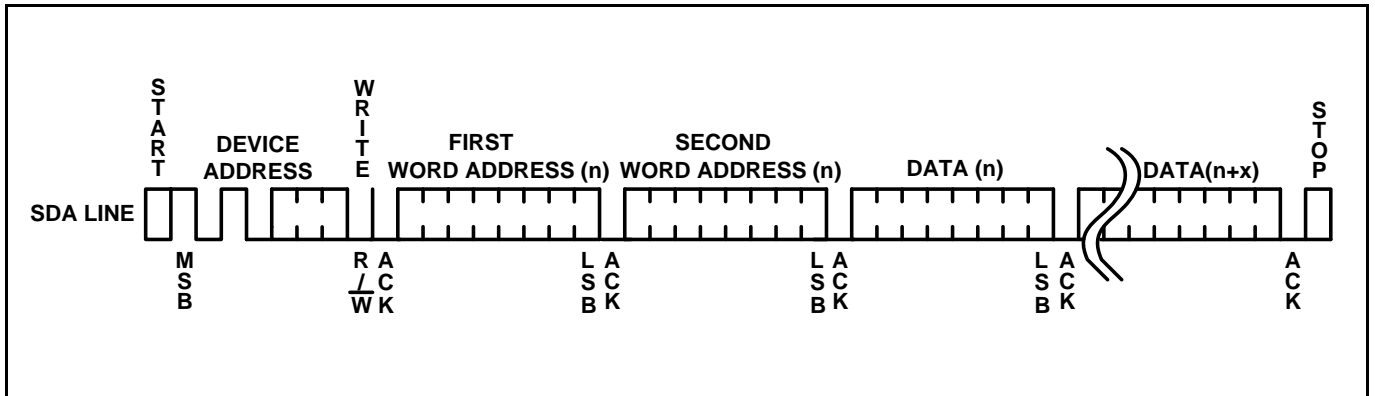 START
WRITE
STOP
DEVICE
ADDRESS
FIRST
WORD ADDRESS (n)
SECOND
WORD ADDRESS (n)
DATA (n)
DATA(n+x)
SDA LINE
MSB
R/W
ACK
LSB
ACK
LSB
ACK
LSB
ACK
ACK